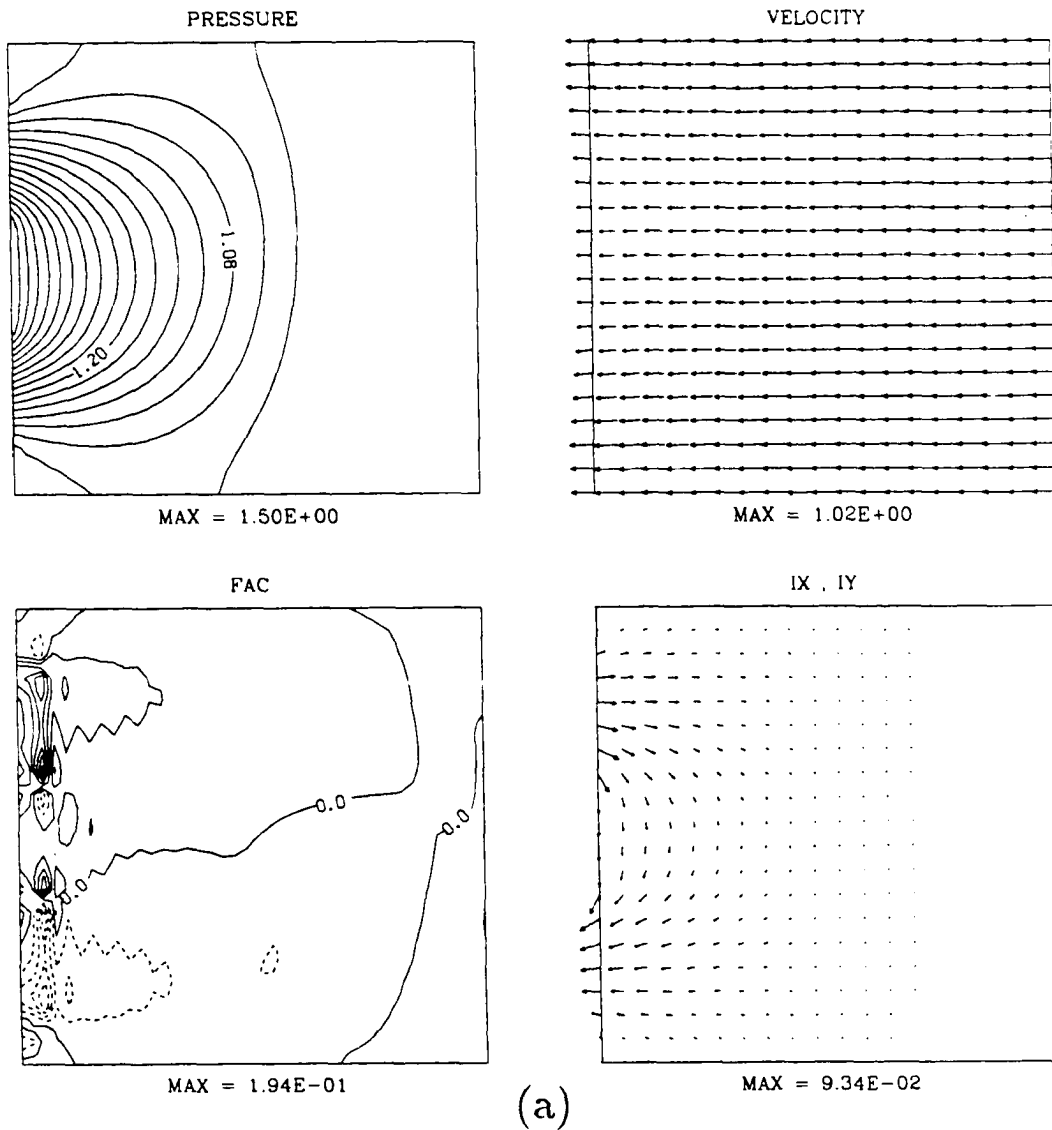 PRESSURE
VELOCITY
1.08
1.20
MAX = 1.50E+00
MAX = 1.02E+00
FAC
IX , IY
0.0
0.0
0.0
MAX = 1.94E-01
MAX = 9.34E-02
(a)